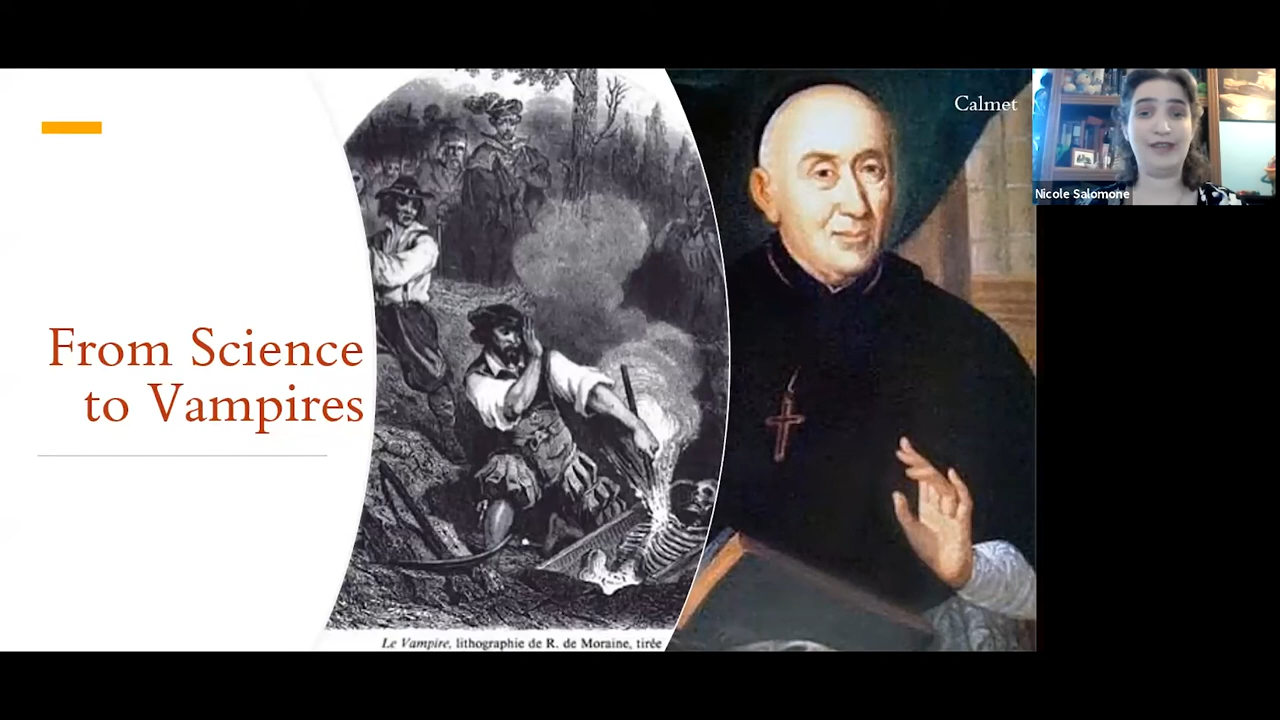 From Science
to Vampires
Le Vampire, lithographie de R. de Moraine, tirée
Calmet
Nicole Salomone